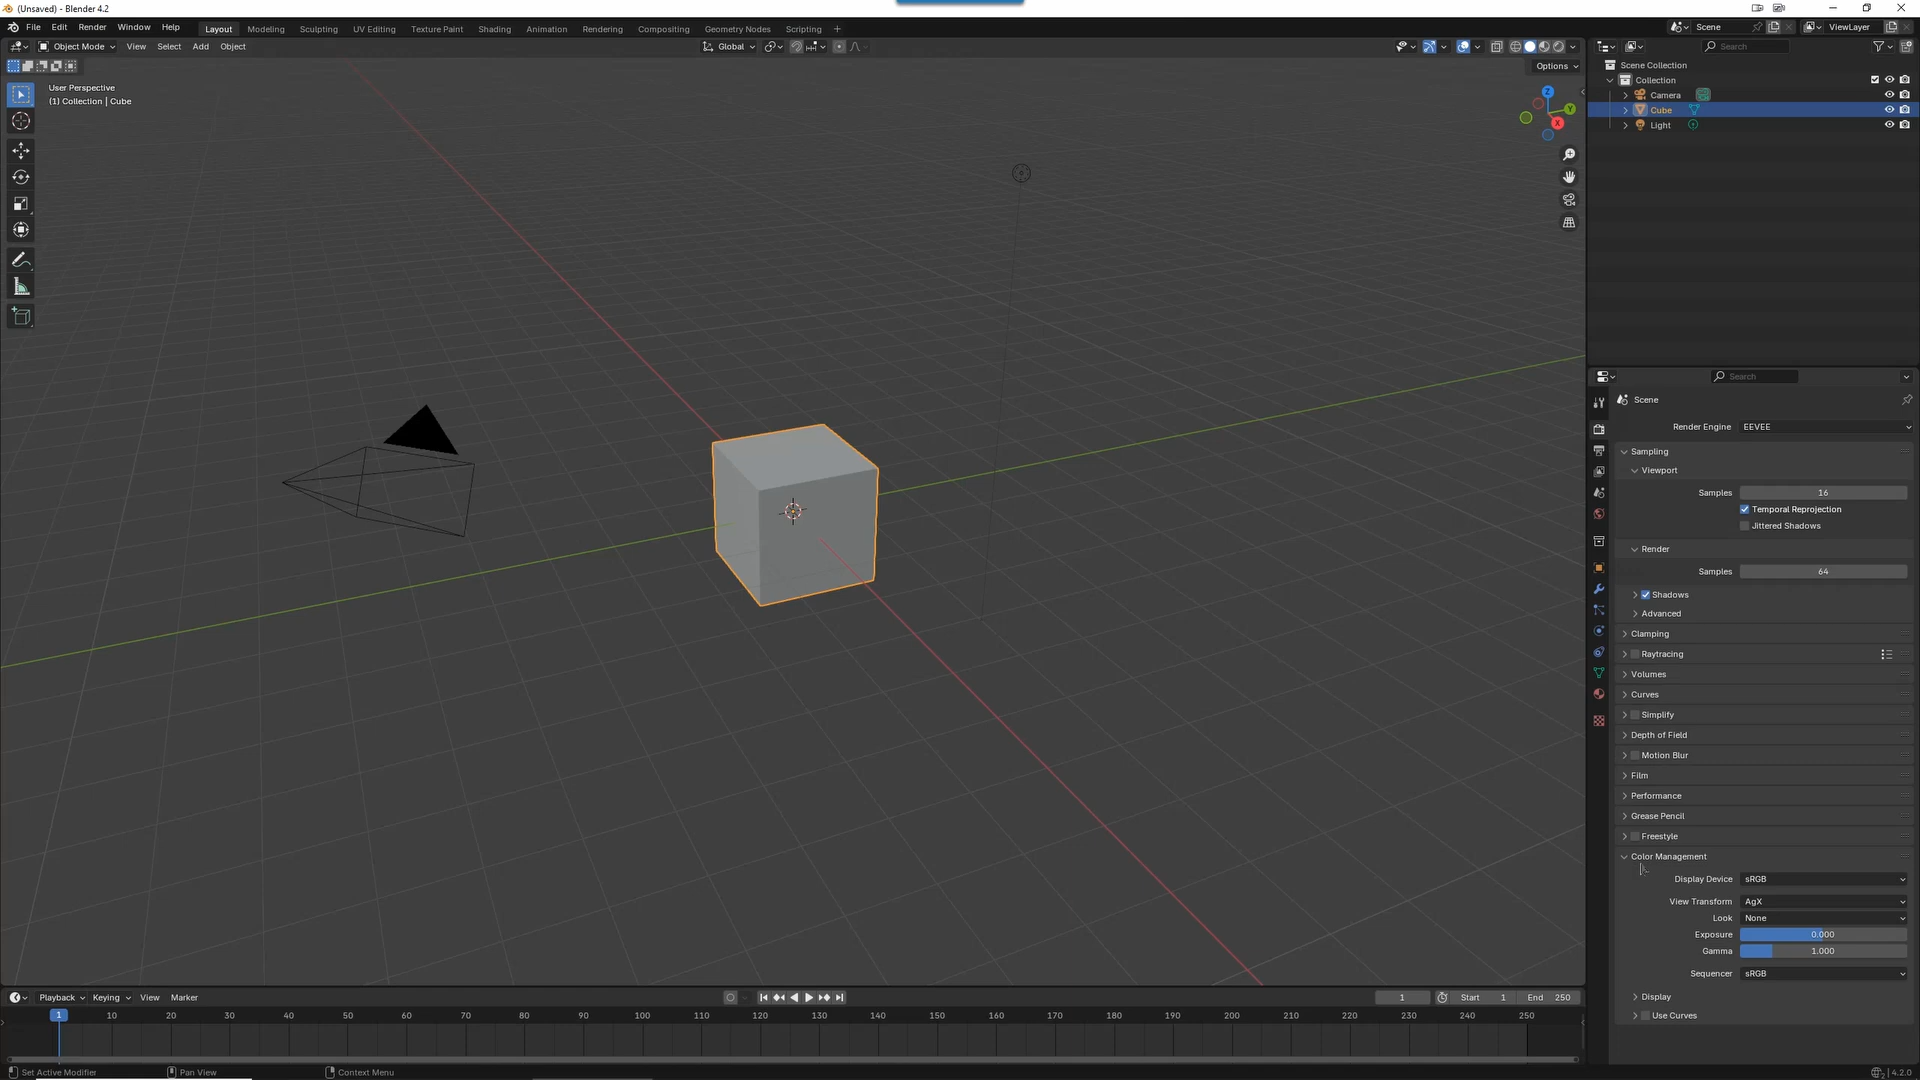 (Unsaved) - Blender 4.2
File Edit Render Window Help Layout Modeling Sculpting UV Editing Texture Paint Shading Animation Rendering Compositing Geometry Nodes Scripting + Scene ViewLayer
Object Mode View Select Add Object Global Search
Options
User Perspective
(1) Collection | Cube
Z
Y
X
Scene Collection
Collection
Camera
Cube
Light
Search
Scene
Render Engine EEVEE
Sampling
Viewport
Samples 16
Temporal Reprojection
Jittered Shadows
Render
Samples 64
Shadows
Advanced
Clamping
Raytracing
Volumes
Curves
Simplify
Depth of Field
Motion Blur
Film
Performance
Grease Pencil
Freestyle
Color Management
Display Device sRGB
View Transform AgX
Look None
Exposure 0.000
Gamma 1.000
Sequencer sRGB
Display
Use Curves
Playback Keying View Marker 1 Start 1 End 250
1 10 20 30 40 50 60 70 80 90 100 110 120 130 140 150 160 170 180 190 200 210 220 230 240 250
Set Active Modifier Pan View Context Menu 4.2.0